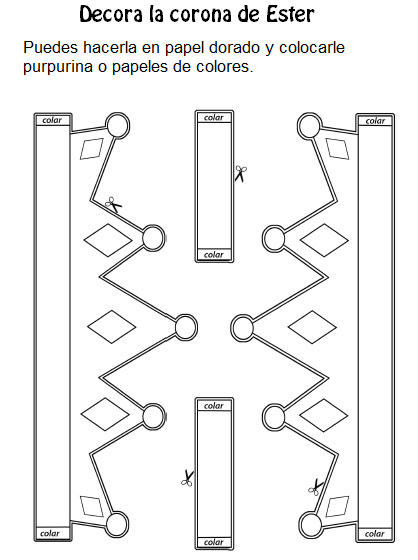 Decora la corona de Ester
Puedes hacerla en papel dorado y colocarle
purpurina o papeles de colores.
colar
colar
colar
colar
colar
colar
colar
colar